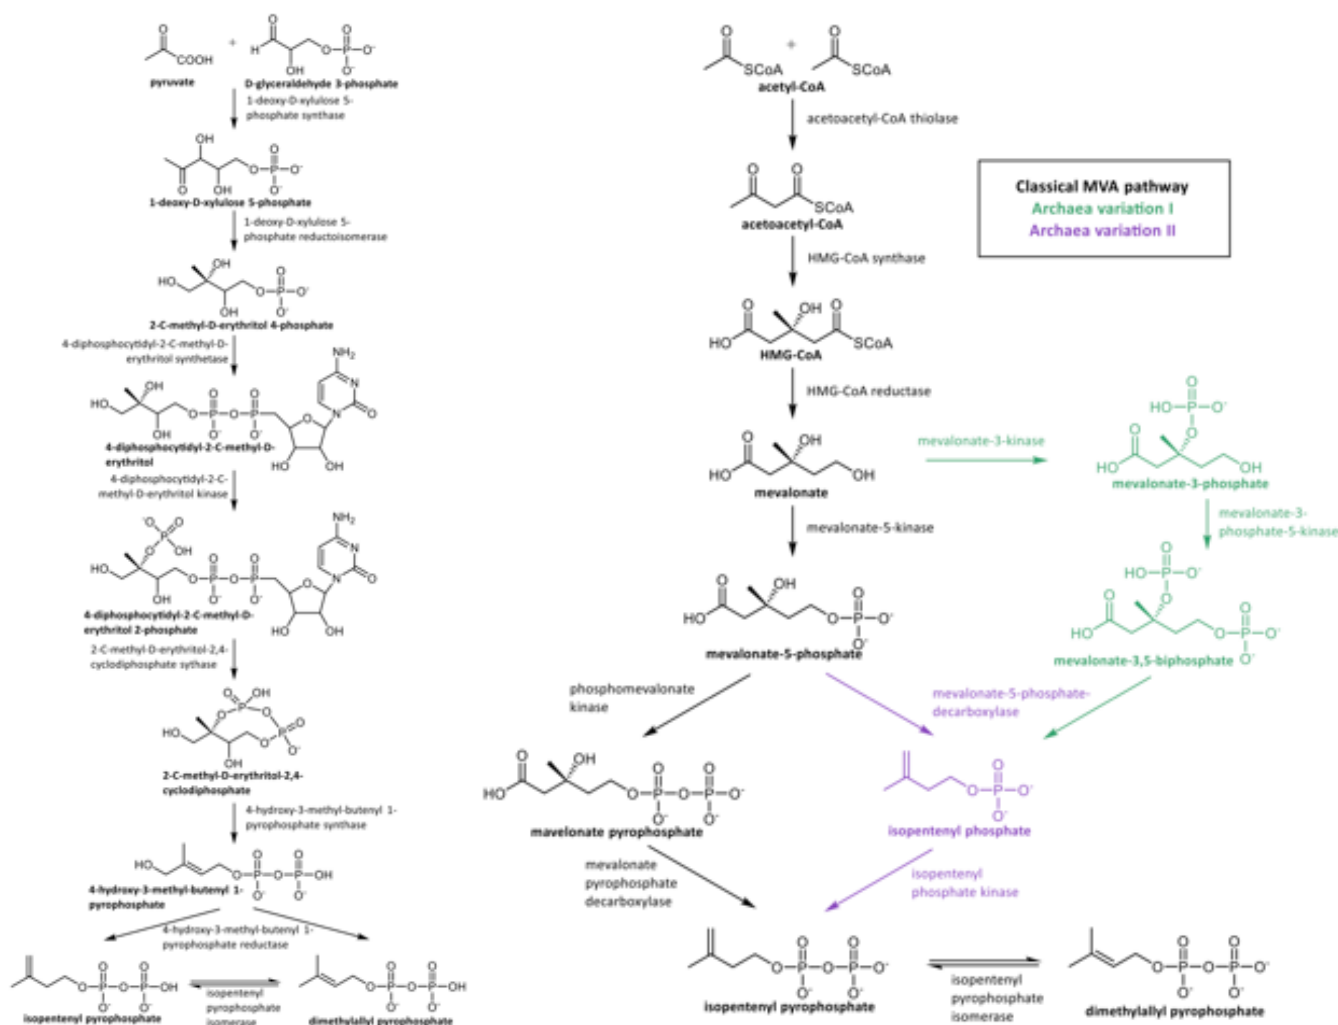 pyruvate
+
D-glyceraldehyde 3-phosphate
1-deoxy-D-xylulose 5-
phosphate synthase
1-deoxy-D-xylulose 5-phosphate
1-deoxy-D-xylulose 5-
phosphate reductoisomerase
2-C-methyl-D-erythritol 4-phosphate
4-diphosphocytidyl-2-C-methyl-D-
erythritol synthetase
4-diphosphocytidyl-2-C-methyl-D-
erythritol
4-diphosphocytidyl-2-C-
methyl-D-erythritol kinase
4-diphosphocytidyl-2-C-methyl-D-
erythritol 2-phosphate
2-C-methyl-D-erythritol-2,4-
cyclodiphosphate sythase
2-C-methyl-D-erythritol-2,4-
cyclodiphosphate
4-hydroxy-3-methyl-butenyl 1-
pyrophosphate synthase
4-hydroxy-3-methyl-butenyl 1-
pyrophosphate
4-hydroxy-3-methyl-butenyl 1-
pyrophosphate reductase
isopentenyl pyrophosphate
isopentenyl
pyrophosphate
isomerase
dimethylallyl pyrophosphate
+
acetyl-CoA
acetoacetyl-CoA thiolase
acetoacetyl-CoA
HMG-CoA synthase
HMG-CoA
HMG-CoA reductase
mevalonate
mevalonate-5-kinase
mevalonate-5-phosphate
phosphomevalonate
kinase
mavelonate pyrophosphate
mevalonate
pyrophosphate
decarboxylase
isopentenyl pyrophosphate
isopentenyl
pyrophosphate
isomerase
dimethylallyl pyrophosphate
Classical MVA pathway
Archaea variation I
Archaea variation II
mevalonate-3-kinase
mevalonate-3-phosphate
mevalonate-3-
phosphate-5-kinase
mevalonate-3,5-biphosphate
mevalonate-5-phosphate-
decarboxylase
isopentenyl phosphate
isopentenyl
phosphate kinase